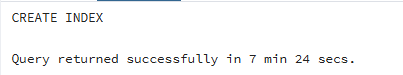 CREATE INDEX
Query returned successfully in 7 min 24 secs.